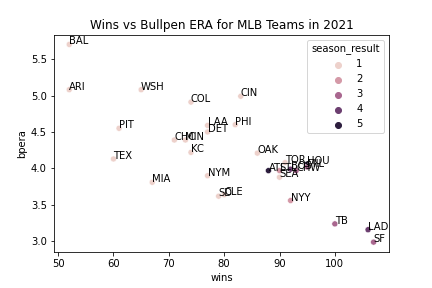 Wins vs Bullpen ERA for MLB Teams in 2021
season_result
1
2
3
4
5
bpera
5.5
5.0
4.5
4.0
3.5
3.0
BAL
ARI
WSH
COL
CIN
PIT
LAA
DET
PHI
MIN
KC
TEX
OAK
TOR
HOU
ATL
SEA
MIA
NYM
SD
CLE
NYY
TB
LAD
SF
50
60
70
80
90
100
wins